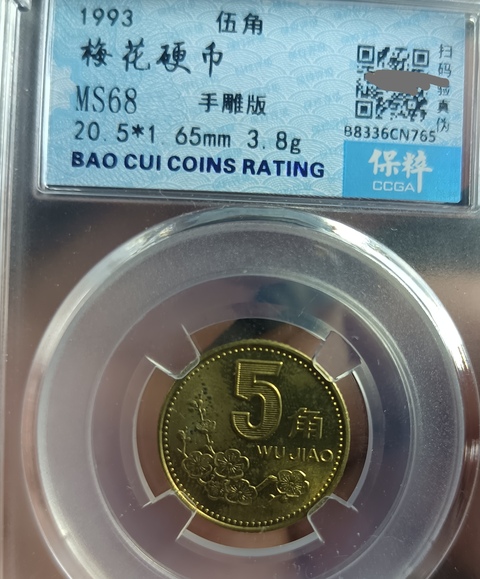 1993 伍角
梅花硬币
MS68 手雕版
20.5*1 65mm 3.8g
BAO CUI COINS RATING
扫码验真伪
B8336CN765
保粹
CCGA
5角
WU JIAO